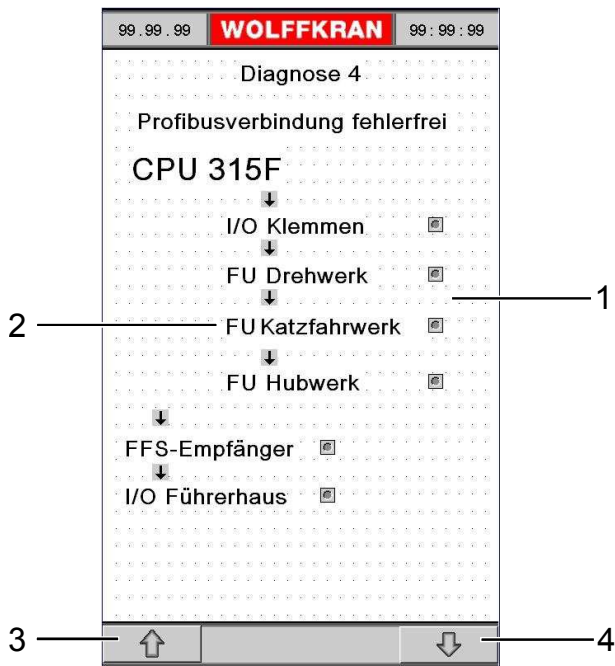 99.99.99 WOLFFKRAN 99:99:99
Diagnose 4
Profibusverbindung fehlerfrei
CPU 315F
I/O Klemmen
FU Drehwerk
1
2 FU Katzfahrwerk
FU Hubwerk
FFS-Empfänger
I/O Führerhaus
3 4